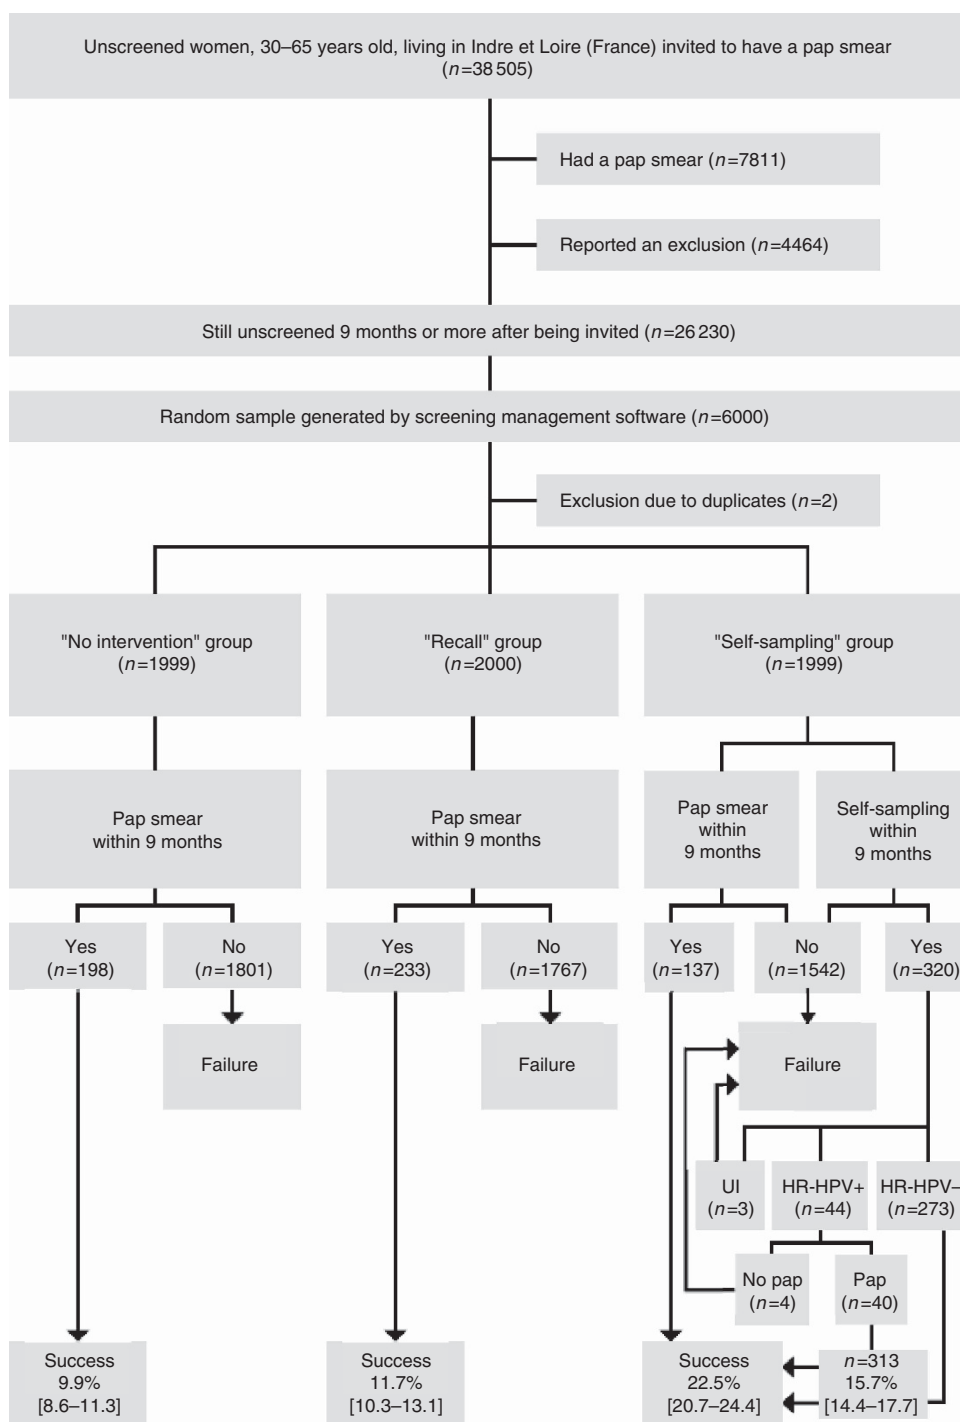 Unscreened women, 30–65 years old, living in Indre et Loire (France) invited to have a pap smear
(n=38 505)
Had a pap smear (n=7811)
Reported an exclusion (n=4464)
Still unscreened 9 months or more after being invited (n=26 230)
Random sample generated by screening management software (n=6000)
Exclusion due to duplicates (n=2)
"No intervention" group
(n=1999)
"Recall" group
(n=2000)
"Self-sampling" group
(n=1999)
Pap smear
within 9 months
Pap smear
within 9 months
Pap smear
within
9 months
Self-sampling
within
9 months
Yes
(n=198)
No
(n=1801)
Yes
(n=233)
No
(n=1767)
Yes
(n=137)
No
(n=1542)
Yes
(n=320)
Failure
Failure
Failure
UI
(n=3)
HR-HPV+
(n=44)
HR-HPV–
(n=273)
No pap
(n=4)
Pap
(n=40)
Success
9.9%
[8.6–11.3]
Success
11.7%
[10.3–13.1]
Success
22.5%
[20.7–24.4]
n=313
15.7%
[14.4–17.7]